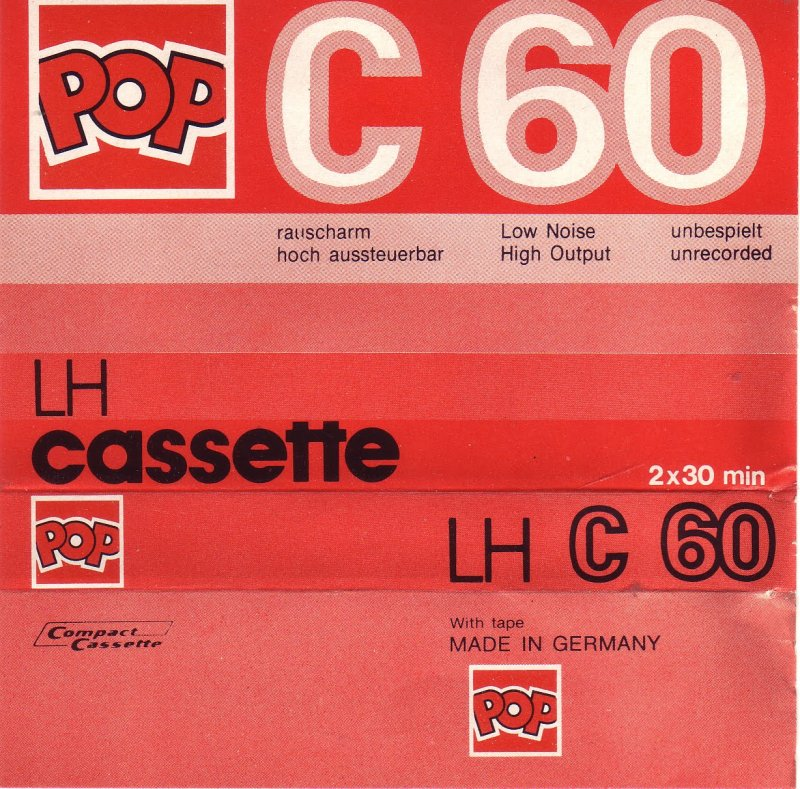 POP
C 60
rauscharm
hoch aussteuerbar
Low Noise
High Output
unbespielt
unrecorded
LH
cassette
2x30 min
POP
LH C 60
Compact
Cassette
With tape
MADE IN GERMANY
POP